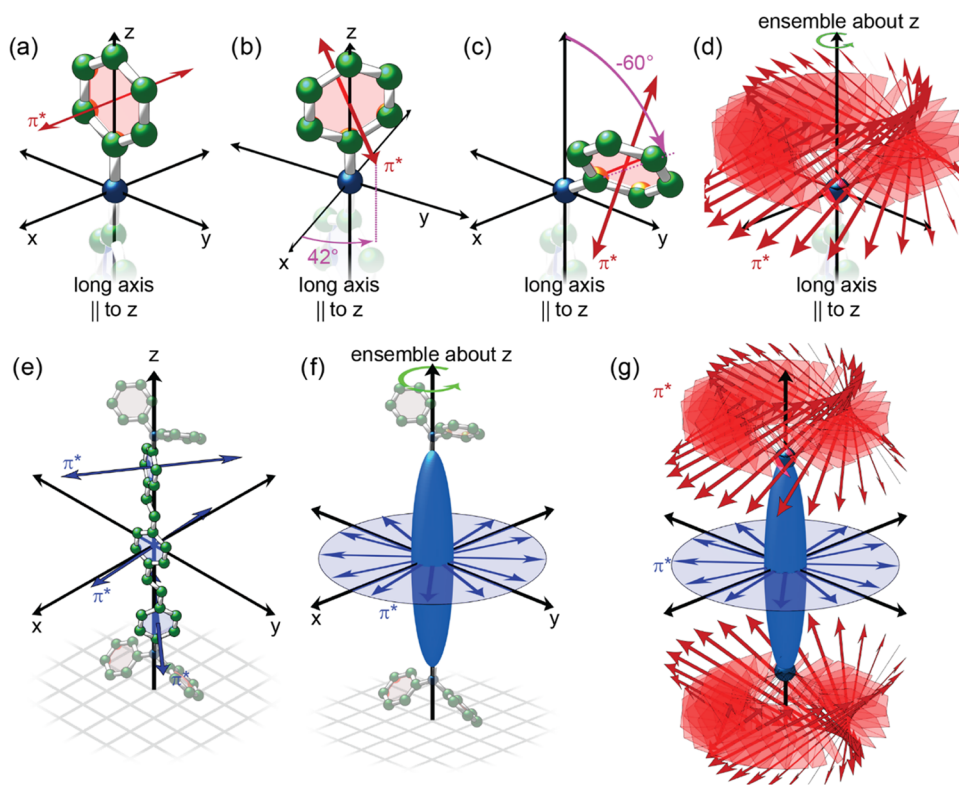 (a)
z
π*
x
y
long axis
|| to z
(b)
z
π*
y
x
42°
long axis
|| to z
(c)
-60°
y
π*
long axis
|| to z
(d)
ensemble about z
π*
long axis
|| to z
(e)
z
π*
π*
x
y
π*
(f)
ensemble about z
x
π*
y
(g)
π*
π*